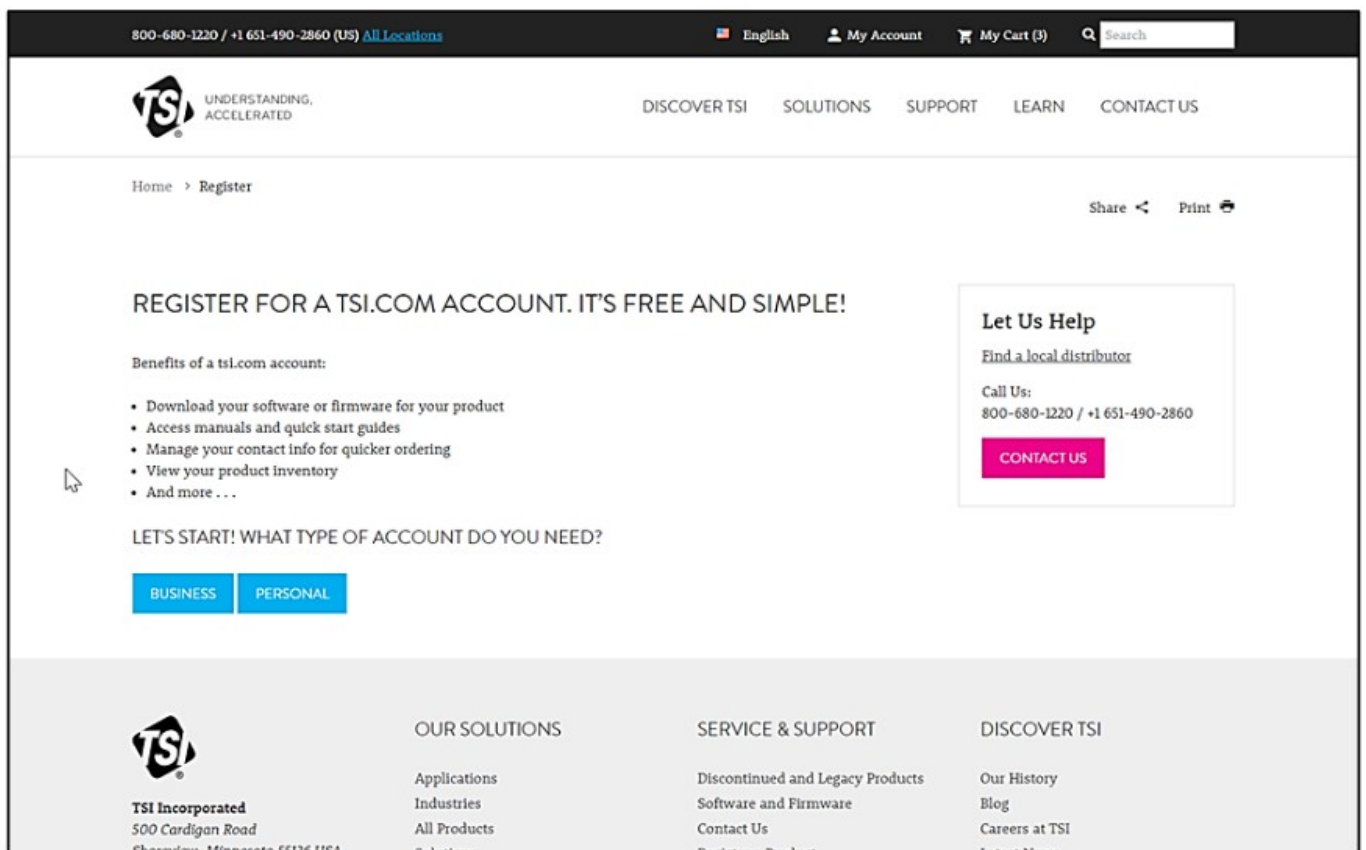 800-680-1220 / +1 651-490-2860 (US) All Locations
English
My Account
My Cart (3)
Search
TSI
UNDERSTANDING,
ACCELERATED
DISCOVER TSI
SOLUTIONS
SUPPORT
LEARN
CONTACT US
Home > Register
Share
Print
REGISTER FOR A TSI.COM ACCOUNT. IT'S FREE AND SIMPLE!
Benefits of a tsi.com account:
• Download your software or firmware for your product
• Access manuals and quick start guides
• Manage your contact info for quicker ordering
• View your product inventory
• And more . . .
LET'S START! WHAT TYPE OF ACCOUNT DO YOU NEED?
BUSINESS
PERSONAL
Let Us Help
Find a local distributor
Call Us:
800-680-1220 / +1 651-490-2860
CONTACT US
TSI
TSI Incorporated
500 Cardigan Road
OUR SOLUTIONS
Applications
Industries
All Products
SERVICE & SUPPORT
Discontinued and Legacy Products
Software and Firmware
Contact Us
DISCOVER TSI
Our History
Blog
Careers at TSI